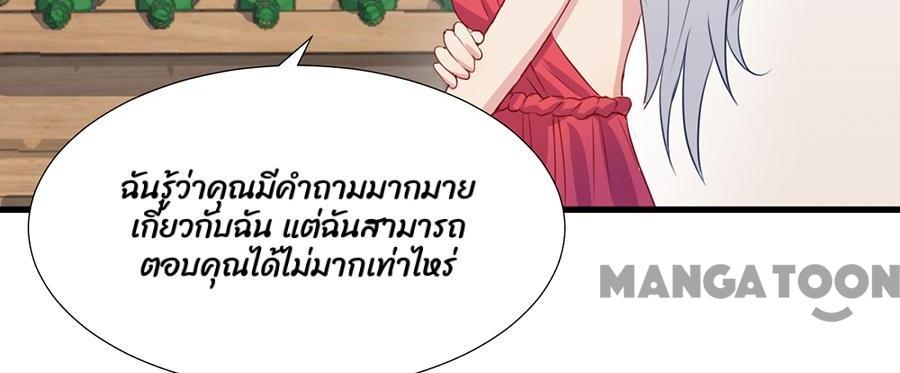 ฉันรู้ว่าคุณมีคำถามมากมาย
เกี่ยวกับฉัน แต่ฉันสามารถ
ตอบคุณได้ไม่มากเท่าไหร่
MANGATOON